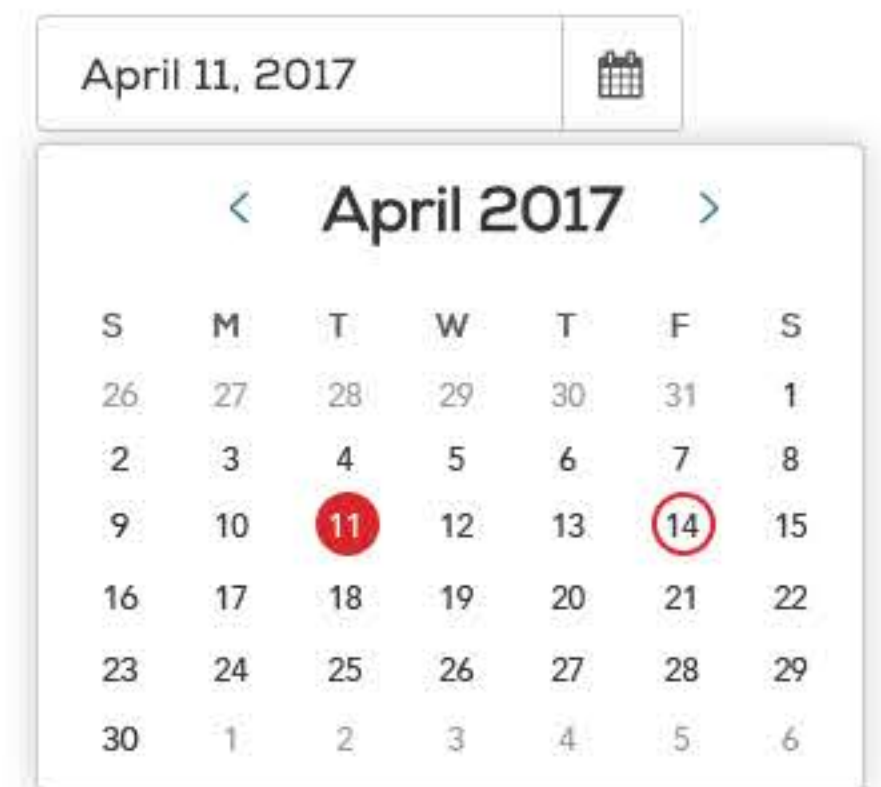 April 11, 2017
< April 2017 >
S M T W T F S
26 27 28 29 30 31 1
2 3 4 5 6 7 8
9 10 11 12 13 14 15
16 17 18 19 20 21 22
23 24 25 26 27 28 29
30 1 2 3 4 5 6